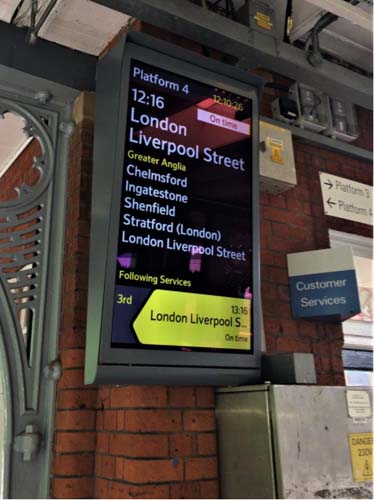 Platform 4
12:10:26
12:16
On time
London
Liverpool Street
Greater Anglia
Chelmsford
Ingatestone
Shenfield
Stratford (London)
London Liverpool Street
Following Services
3rd
13:16
London Liverpool S...
On time
→ Platform 3
← Platform 4
Customer
Services
DANGER
230V